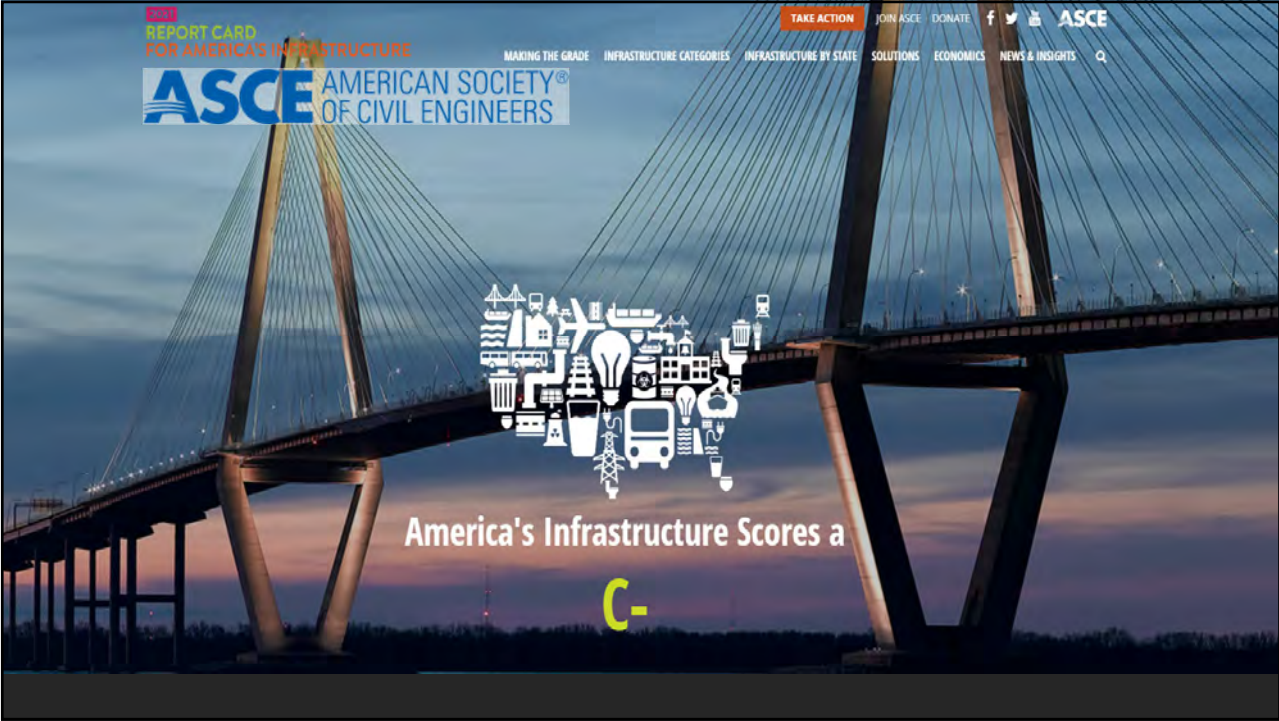 2017
REPORT CARD
FOR AMERICA'S INFRASTRUCTURE
TAKE ACTION JOIN ASCE DONATE ASCE
MAKING THE GRADE INFRASTRUCTURE CATEGORIES INFRASTRUCTURE BY STATE SOLUTIONS ECONOMICS NEWS & INSIGHTS
ASCE AMERICAN SOCIETY®
OF CIVIL ENGINEERS
America's Infrastructure Scores a
C-